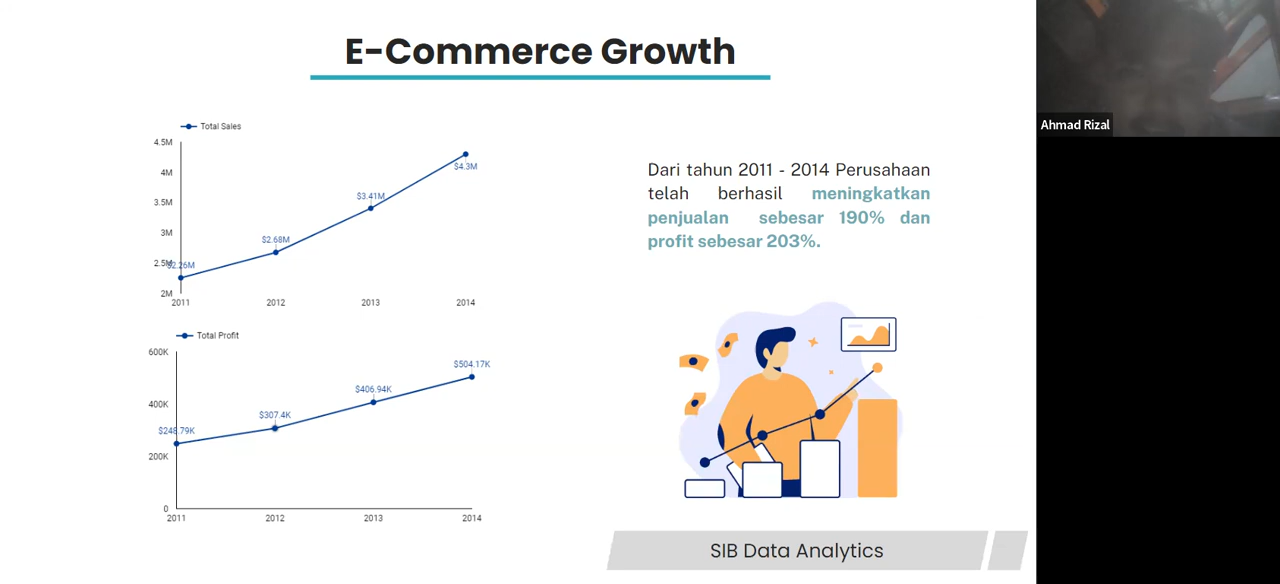 E-Commerce Growth
Total Sales
4.5M
4M
3.5M
3M
2.5M
2M
$2.26M
$2.68M
$3.41M
$4.3M
2011
2012
2013
2014
Total Profit
600K
400K
200K
0
$248.79K
$307.4K
$406.94K
$504.17K
2011
2012
2013
2014
Dari tahun 2011 - 2014 Perusahaan
telah berhasil meningkatkan
penjualan sebesar 190% dan
profit sebesar 203%.
SIB Data Analytics
Ahmad Rizal